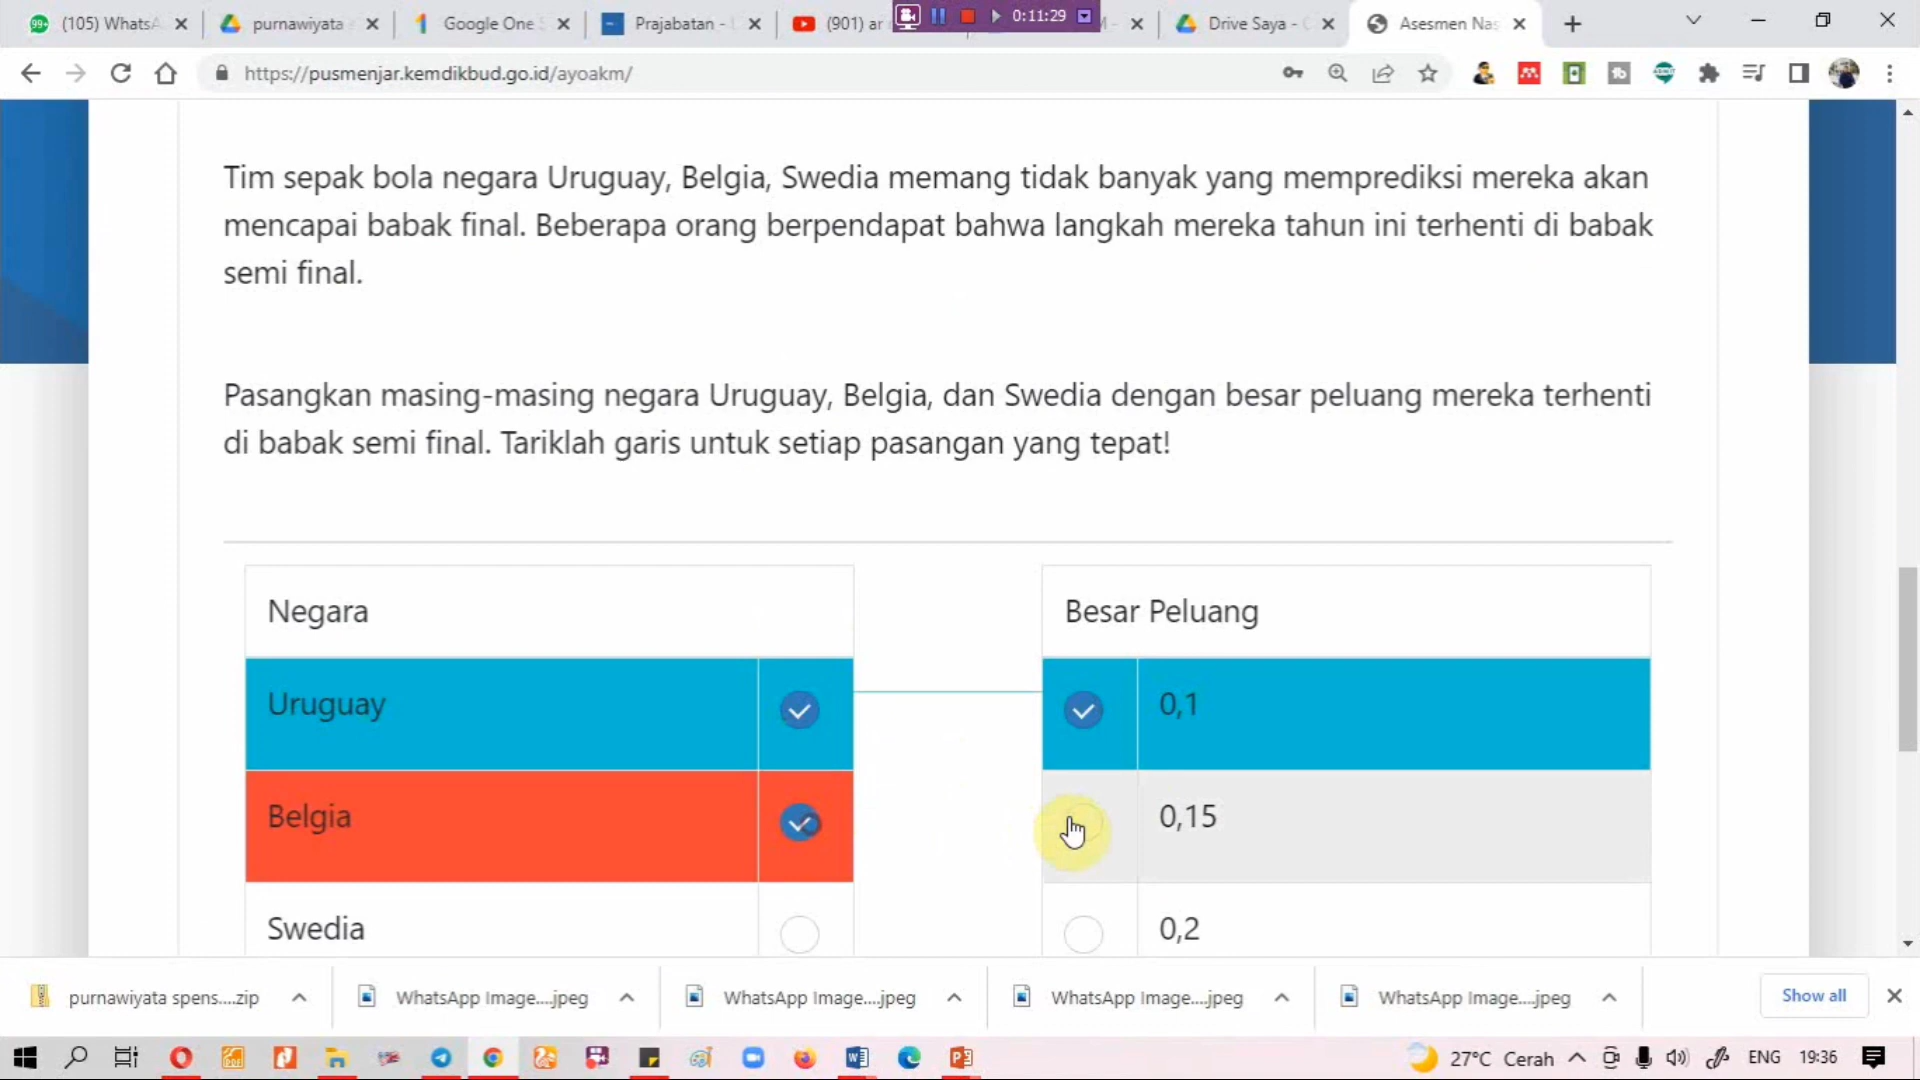 (105) WhatsA
purnawiyata
Google One
Prajabatan -
(901) ar
0:11:29
Drive Saya -
Asesmen Nas
https://pusmenjar.kemdikbud.go.id/ayoakm/
Tim sepak bola negara Uruguay, Belgia, Swedia memang tidak banyak yang memprediksi mereka akan
mencapai babak final. Beberapa orang berpendapat bahwa langkah mereka tahun ini terhenti di babak
semi final.
Pasangkan masing-masing negara Uruguay, Belgia, dan Swedia dengan besar peluang mereka terhenti
di babak semi final. Tariklah garis untuk setiap pasangan yang tepat!
Negara
Besar Peluang
Uruguay
0,1
Belgia
0,15
Swedia
0,2
purnawiyata spens....zip
WhatsApp Image....jpeg
WhatsApp Image....jpeg
WhatsApp Image....jpeg
WhatsApp Image....jpeg
Show all
27°C Cerah
ENG
19:36